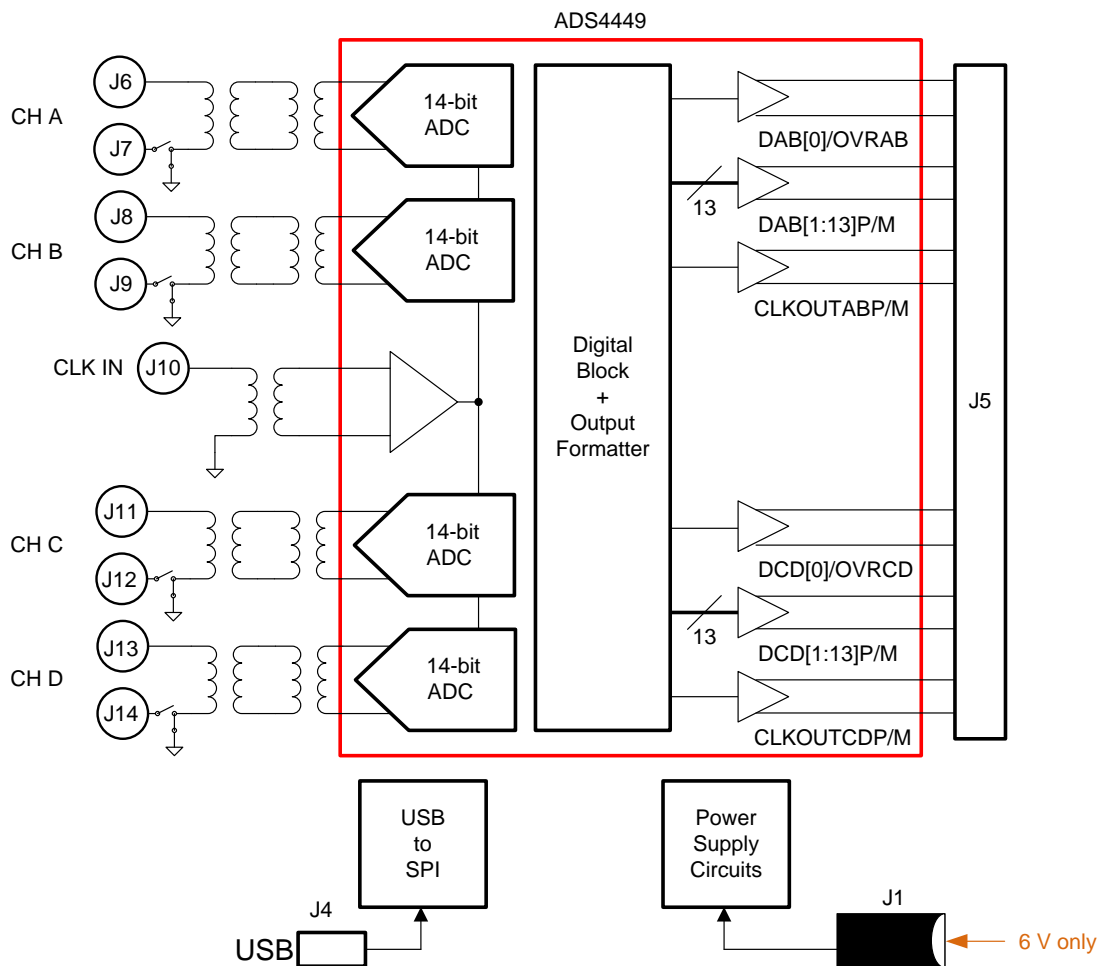 ADS4449
CH A
J6
J7
14-bit
ADC
DAB[0]/OVRAB
13
DAB[1:13]P/M
CH B
J8
J9
14-bit
ADC
CLKOUTABP/M
CLK IN
J10
Digital
Block
+
Output
Formatter
J5
CH C
J11
J12
14-bit
ADC
DCD[0]/OVRCD
13
DCD[1:13]P/M
CH D
J13
J14
14-bit
ADC
CLKOUTCDP/M
USB
to
SPI
Power
Supply
Circuits
J4
USB
J1
6 V only